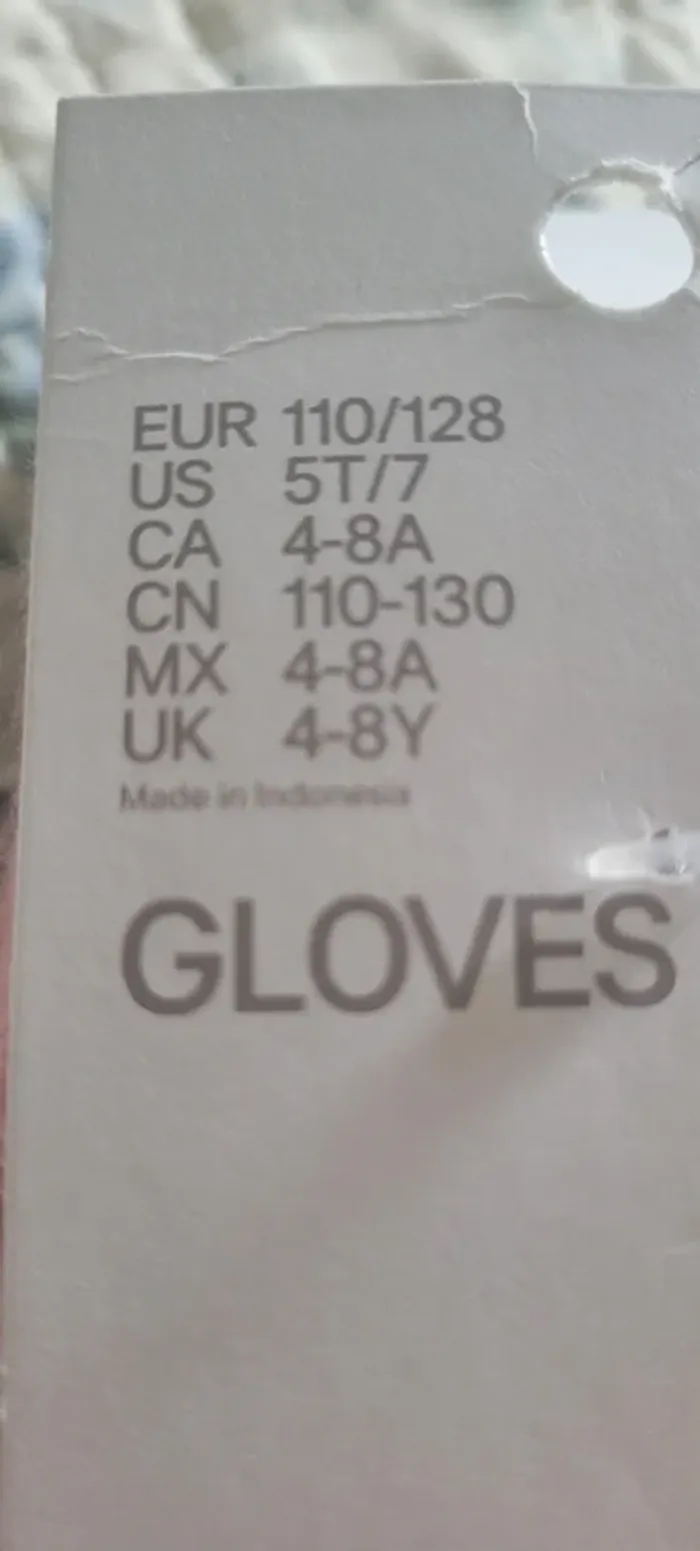 EUR 110/128
US 5T/7
CA 4-8A
CN 110-130
MX 4-8A
UK 4-8Y
Made in Indonesia
GLOVES